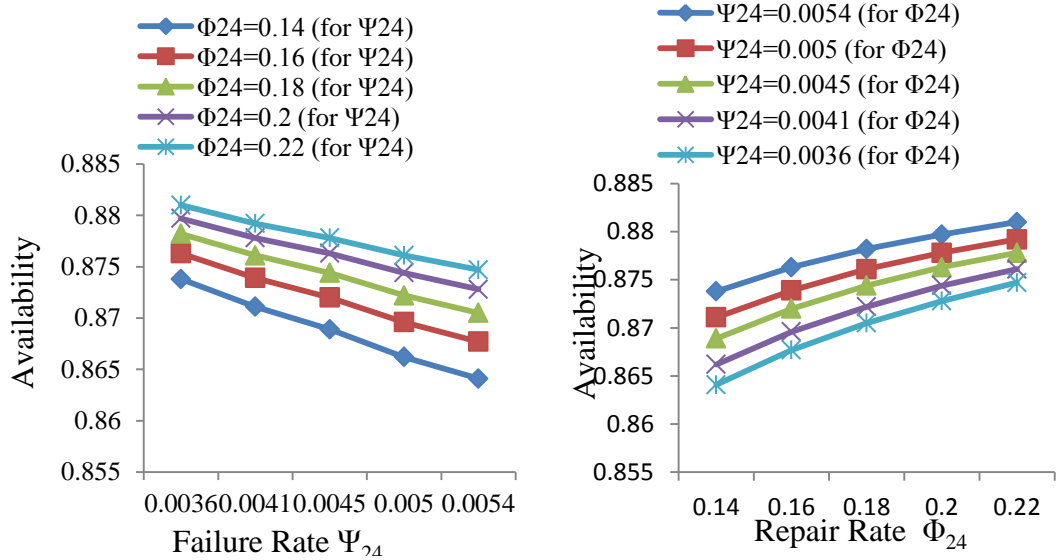 Φ24=0.14 (for Ψ24)
Φ24=0.16 (for Ψ24)
Φ24=0.18 (for Ψ24)
Φ24=0.2 (for Ψ24)
Φ24=0.22 (for Ψ24)
0.885
0.88
0.875
0.87
0.865
0.86
0.855
Availability
0.0036 0.0041 0.0045 0.005 0.0054
Failure Rate Ψ24
Ψ24=0.0054 (for Φ24)
Ψ24=0.005 (for Φ24)
Ψ24=0.0045 (for Φ24)
Ψ24=0.0041 (for Φ24)
Ψ24=0.0036 (for Φ24)
0.885
0.88
0.875
0.87
0.865
0.86
0.855
Availability
0.14 0.16 0.18 0.2 0.22
Repair Rate Φ24